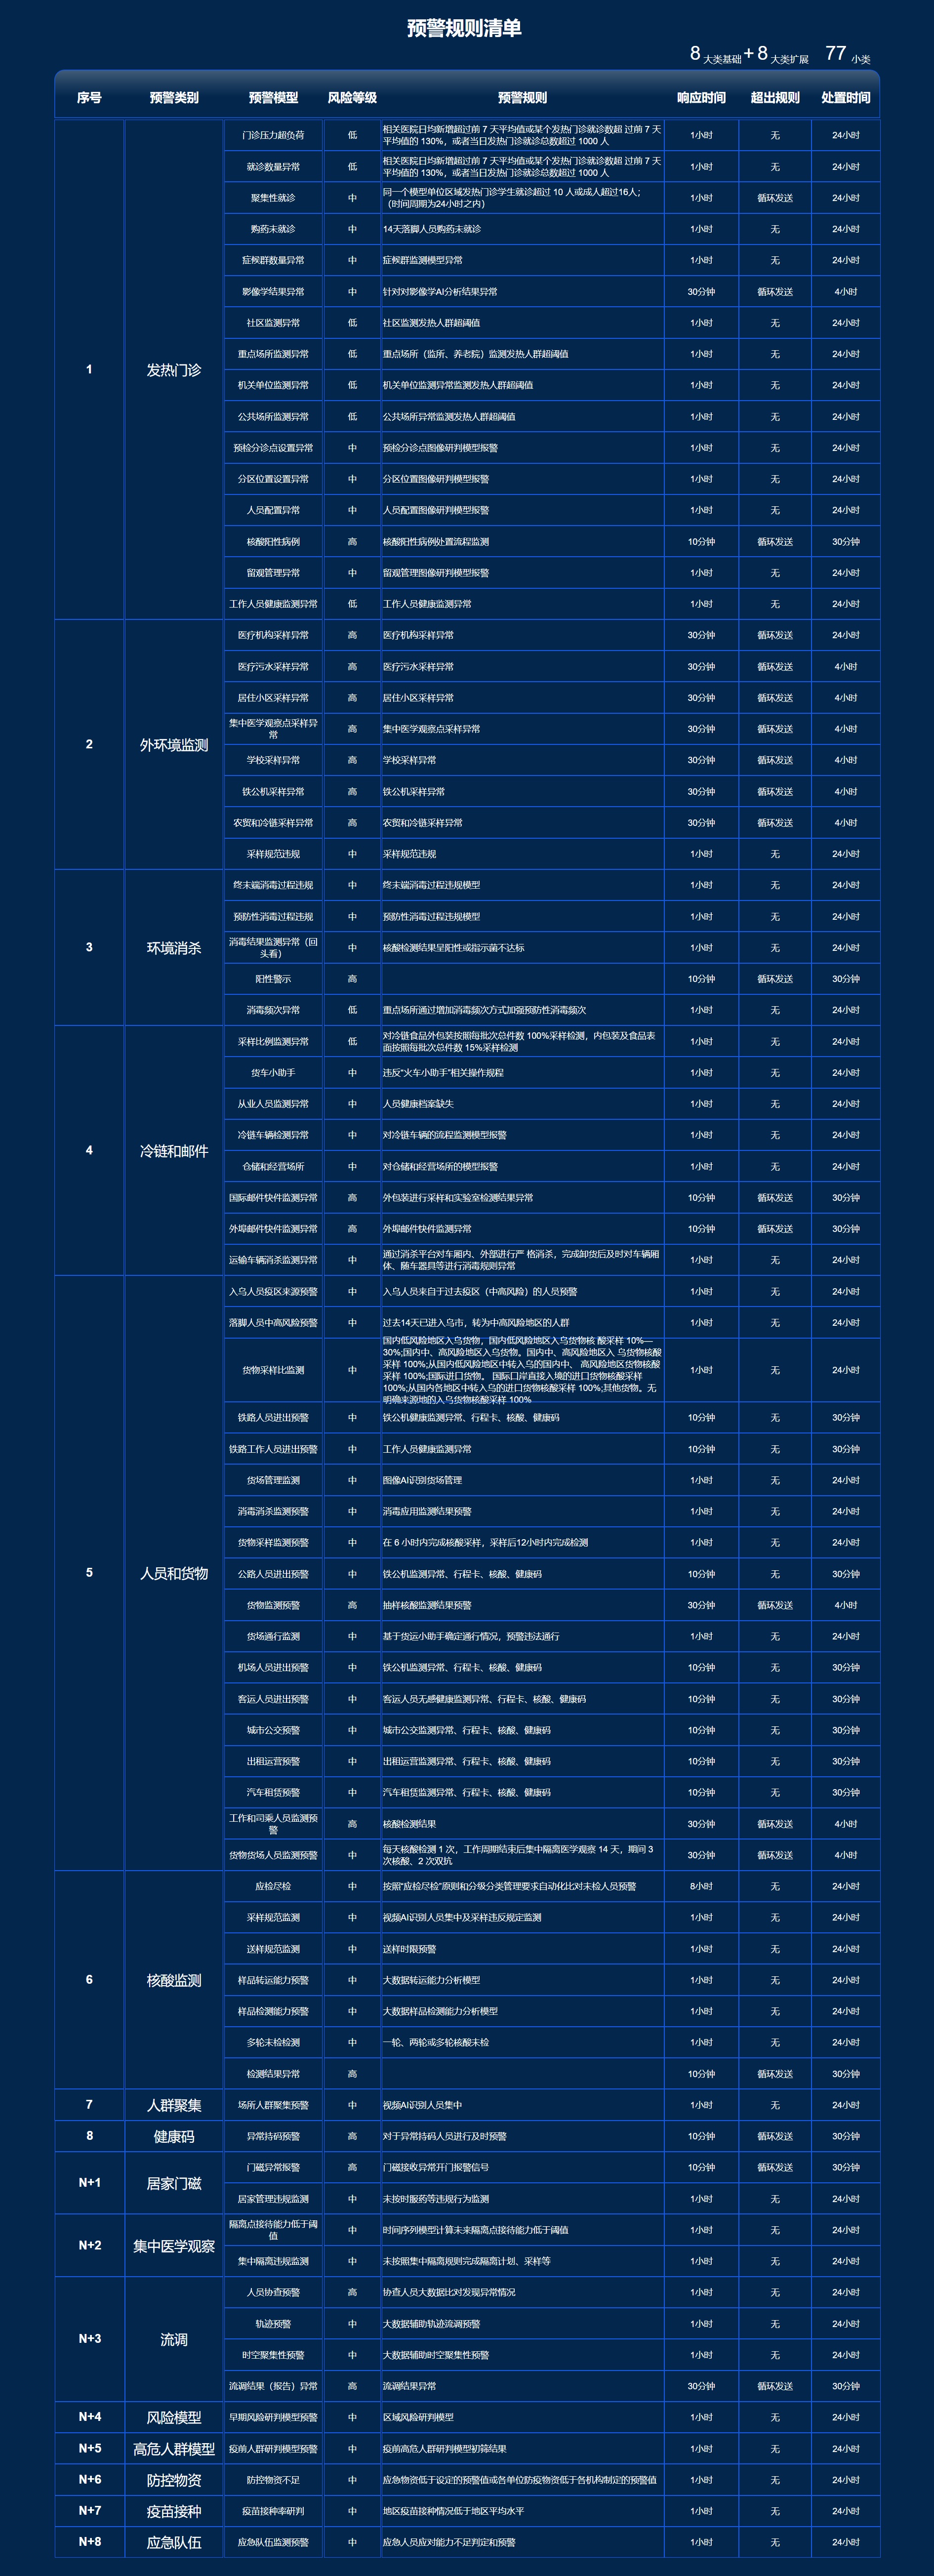 预警规则清单
8 大类基础 + 8 大类扩展 77 小类
序号 预警类别 预警模型 风险等级 预警规则 响应时间 超出规则 处置时间
1 发热门诊
门诊压力超负荷 低 相关医院日均新增超过前 7 天平均值或某个发热门诊就诊数超 过前 7 天
平均值的 130%，或者当日发热门诊就诊总数超过 1000 人 1小时 无 24小时
就诊数量异常 低 相关医院日均新增超过前 7 天平均值或某个发热门诊就诊数超 过前 7 天
平均值的 130%，或者当日发热门诊就诊总数超过 1000 人 1小时 无 24小时
聚集性就诊 中 同一个模型单位区域发热门诊学生就诊超过 10 人或成人超过16人；
（时间周期为24小时之内） 1小时 循环发送 24小时
购药未就诊 中 14天落脚人员购药未就诊 1小时 无 24小时
症候群数量异常 中 症候群监测模型异常 1小时 无 24小时
影像学结果异常 中 针对对影像学AI分析结果异常 30分钟 循环发送 4小时
社区监测异常 低 社区监测发热人群超阈值 1小时 无 24小时
重点场所监测异常 低 重点场所（监所、养老院）监测发热人群超阈值 1小时 无 24小时
机关单位监测异常 低 机关单位监测异常监测发热人群超阈值 1小时 无 24小时
公共场所监测异常 低 公共场所异常监测发热人群超阈值 1小时 无 24小时
预检分诊点设置异常 中 预检分诊点图像研判模型报警 1小时 无 24小时
分区位置设置异常 中 分区位置图像研判模型报警 1小时 无 24小时
人员配置异常 中 人员配置图像研判模型报警 1小时 无 24小时
核酸阳性病例 高 核酸阳性病例处置流程监测 10分钟 循环发送 30分钟
留观管理异常 中 留观管理图像研判模型报警 1小时 无 24小时
工作人员健康监测异常 低 工作人员健康监测异常 1小时 无 24小时
2 外环境监测
医疗机构采样异常 高 医疗机构采样异常 30分钟 循环发送 24小时
医疗污水采样异常 高 医疗污水采样异常 30分钟 循环发送 4小时
居住小区采样异常 高 居住小区采样异常 30分钟 循环发送 4小时
集中医学观察点采样异
常 高 集中医学观察点采样异常 30分钟 循环发送 4小时
学校采样异常 高 学校采样异常 30分钟 循环发送 4小时
铁公机采样异常 高 铁公机采样异常 30分钟 循环发送 4小时
农贸和冷链采样异常 高 农贸和冷链采样异常 30分钟 循环发送 4小时
采样规范违规 中 采样规范违规 1小时 无 24小时
3 环境消杀
终末端消毒过程违规 中 终末端消毒过程违规模型 1小时 无 24小时
预防性消毒过程违规 中 预防性消毒过程违规模型 1小时 无 24小时
消毒结果监测异常（回
头看） 中 核酸检测结果呈阳性或指示菌不达标 1小时 无 24小时
阳性警示 高 10分钟 循环发送 30分钟
消毒频次异常 低 重点场所通过增加消毒频次方式加强预防性消毒频次 1小时 无 24小时
4 冷链和邮件
采样比例监测异常 低 对冷链食品外包装按照每批次总件数 100%采样检测，内包装及食品表
面按照每批次总件数 15%采样检测 1小时 无 24小时
货车小助手 中 违反“火车小助手”相关操作规程 1小时 无 24小时
从业人员监测异常 中 人员健康档案缺失 1小时 无 24小时
冷链车辆检测异常 中 对冷链车辆的流程监测模型报警 1小时 无 24小时
仓储和经营场所 中 对仓储和经营场所的模型报警 1小时 无 24小时
国际邮件快件监测异常 高 外包装进行采样和实验室检测结果异常 10分钟 循环发送 30分钟
外埠邮件快件监测异常 高 外埠邮件快件监测异常 10分钟 循环发送 30分钟
运输车辆消杀监测异常 中 通过消杀平台对车厢内、外部进行严 格消杀，完成卸货后及时对车辆厢
体、随车器具等进行消毒规则异常 1小时 无 24小时
5 人员和货物
入乌人员疫区来源预警 中 入乌人员来自于过去疫区（中高风险）的人员预警 1小时 无 24小时
落脚人员中高风险预警 中 过去14天已进入乌市，转为中高风险地区的人群 1小时 无 24小时
货物采样比监测 中 国内低风险地区入乌货物，国内低风险地区入乌货物核 酸采样 10%—
30%;国内中、高风险地区入乌货物。国内中、高风险地区入 乌货物核酸
采样 100%;从国内低风险地区中转入乌的国内中、 高风险地区货物核酸
采样 100%;国际进口货物。 国际口岸直接入境的进口货物核酸采样
100%;从国内各地区中转入乌的进口货物核酸采样 100%;其他货物。无
明确来源地的入乌货物核酸采样 100% 1小时 无 24小时
铁路人员进出预警 中 铁公机健康监测异常、行程卡、核酸、健康码 10分钟 无 30分钟
铁路工作人员进出预警 中 工作人员健康监测异常 10分钟 无 30分钟
货场管理监测 中 图像AI识别货场管理 1小时 无 24小时
消毒消杀监测预警 中 消毒应用监测结果预警 1小时 无 24小时
货物采样监测预警 中 在 6 小时内完成核酸采样，采样后12小时内完成检测 1小时 无 24小时
公路人员进出预警 中 铁公机监测异常、行程卡、核酸、健康码 10分钟 无 30分钟
货物监测预警 高 抽样核酸监测结果预警 30分钟 循环发送 4小时
货场通行监测 中 基于货运小助手确定通行情况，预警违法通行 1小时 无 24小时
机场人员进出预警 中 铁公机监测异常、行程卡、核酸、健康码 10分钟 无 30分钟
客运人员进出预警 中 客运人员无感健康监测异常、行程卡、核酸、健康码 10分钟 无 30分钟
城市公交预警 中 城市公交监测异常、行程卡、核酸、健康码 10分钟 无 30分钟
出租运营预警 中 出租运营监测异常、行程卡、核酸、健康码 10分钟 无 30分钟
汽车租赁预警 中 汽车租赁监测异常、行程卡、核酸、健康码 10分钟 无 30分钟
工作和司乘人员监测预
警 高 核酸检测结果 30分钟 循环发送 4小时
货物货场人员监测预警 中 每天核酸检测 1 次，工作周期结束后集中隔离医学观察 14 天，期间 3
次核酸、2 次双抗 30分钟 循环发送 4小时
6 核酸监测
应检尽检 中 按照“应检尽检”原则和分级分类管理要求自动化比对未检人员预警 8小时 无 24小时
采样规范监测 中 视频AI识别人员集中及采样违反规定监测 1小时 无 24小时
送样规范监测 中 送样时限预警 1小时 无 24小时
样品转运能力预警 中 大数据转运能力分析模型 1小时 无 24小时
样品检测能力预警 中 大数据样品检测能力分析模型 1小时 无 24小时
多轮未检检测 中 一轮、两轮或多轮核酸未检 1小时 无 24小时
检测结果异常 高 10分钟 循环发送 30分钟
7 人群聚集 场所人群聚集预警 中 视频AI识别人员集中 1小时 无 24小时
8 健康码 异常持码预警 高 对于异常持码人员进行及时预警 10分钟 循环发送 30分钟
N+1 居家门磁
门磁异常报警 高 门磁接收异常开门报警信号 10分钟 循环发送 30分钟
居家管理违规监测 中 未按时服药等违规行为监测 1小时 无 24小时
N+2 集中医学观察
隔离点接待能力低于阈
值 中 时间序列模型计算未来隔离点接待能力低于阈值 1小时 无 24小时
集中隔离违规监测 中 未按照集中隔离规则完成隔离计划、采样等 1小时 无 24小时
N+3 流调
人员协查预警 高 协查人员大数据比对发现异常情况 1小时 无 24小时
轨迹预警 中 大数据辅助轨迹流调预警 1小时 无 24小时
时空聚集性预警 中 大数据辅助时空聚集性预警 1小时 无 24小时
流调结果（报告）异常 高 流调结果异常 30分钟 循环发送 30分钟
N+4 风险模型 早期风险研判模型预警 中 区域风险研判模型 1小时 无 24小时
N+5 高危人群模型 疫前人群研判模型预警 中 疫前高危人群研判模型初筛结果 1小时 无 24小时
N+6 防控物资 防控物资不足 中 应急物资低于设定的预警值或各单位防疫物资低于各机构制定的预警值 1小时 无 24小时
N+7 疫苗接种 疫苗接种率研判 中 地区疫苗接种情况低于地区平均水平 1小时 无 24小时
N+8 应急队伍 应急队伍监测预警 中 应急人员应对能力不足判定和预警 1小时 无 24小时